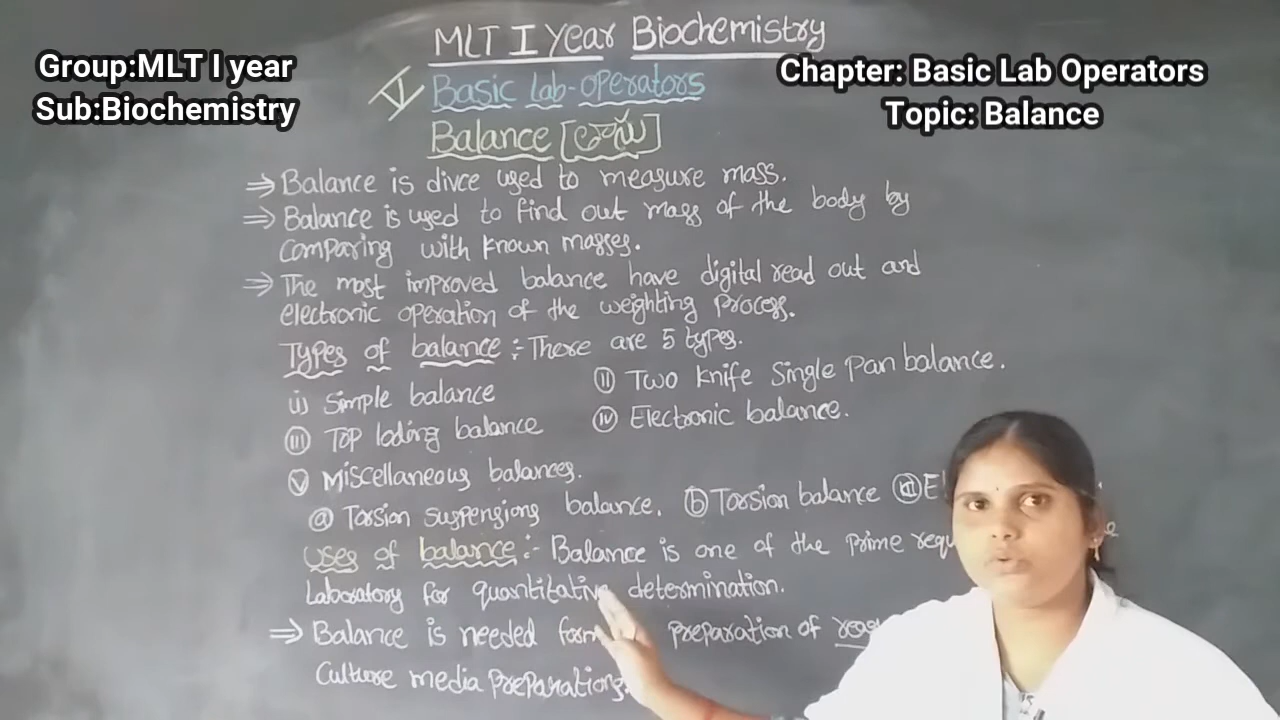 Group:MLT I year
Sub:Biochemistry
Chapter: Basic Lab Operators
Topic: Balance
MLT I Year Biochemistry
V Basic Lab-operators
Balance [త్రాసు]
⇒ Balance is divce used to measure mass.
⇒ Balance is used to find out mass of the body by
comparing with known masses.
⇒ The most improved balance have digital read out and
electronic operation of the weighting process.
Types of balance :- There are 5 types.
i) Simple balance
ii Two Knife Single Pan balance.
iii Top loding balance
iv Electronic balance.
v Miscellaneous balances.
a Torsion suspensions balance. b Torsion balance
Uses of balance :- Balance is one of the prime
Laboratory for quantitative determination.
⇒ Balance is needed preparation of
Culture media preparations.